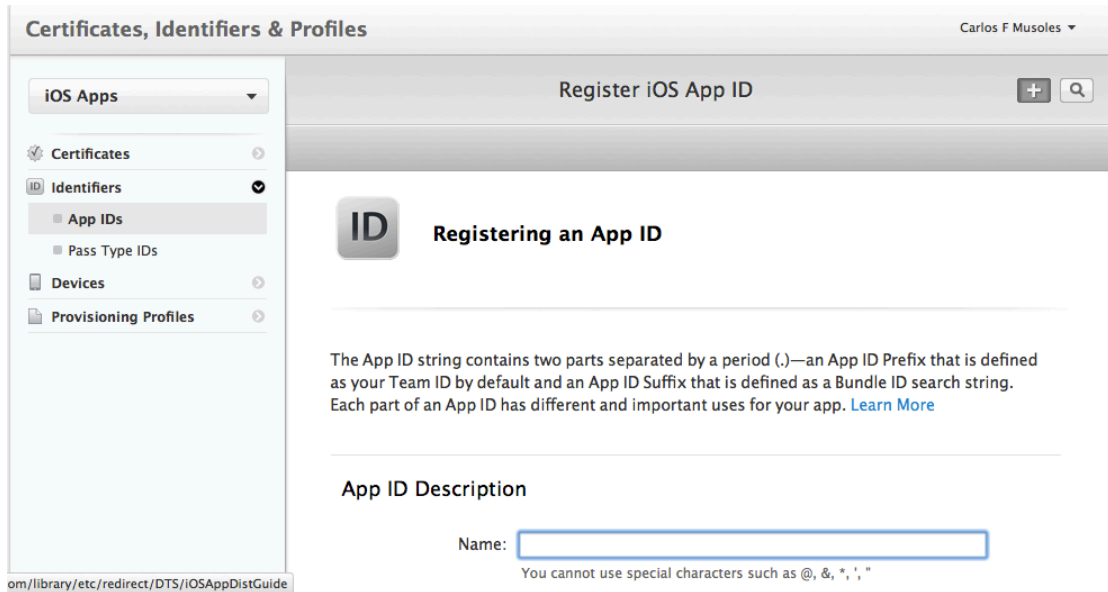 Certificates, Identifiers & Profiles
Carlos F Musoles
iOS Apps
Register iOS App ID
Certificates
ID Identifiers
App IDs
Pass Type IDs
Devices
Provisioning Profiles
ID
Registering an App ID
The App ID string contains two parts separated by a period (.)—an App ID Prefix that is defined
as your Team ID by default and an App ID Suffix that is defined as a Bundle ID search string.
Each part of an App ID has different and important uses for your app. Learn More
App ID Description
Name:
You cannot use special characters such as @, &, *, ', "
om/library/etc/redirect/DTS/iOSAppDistGuide